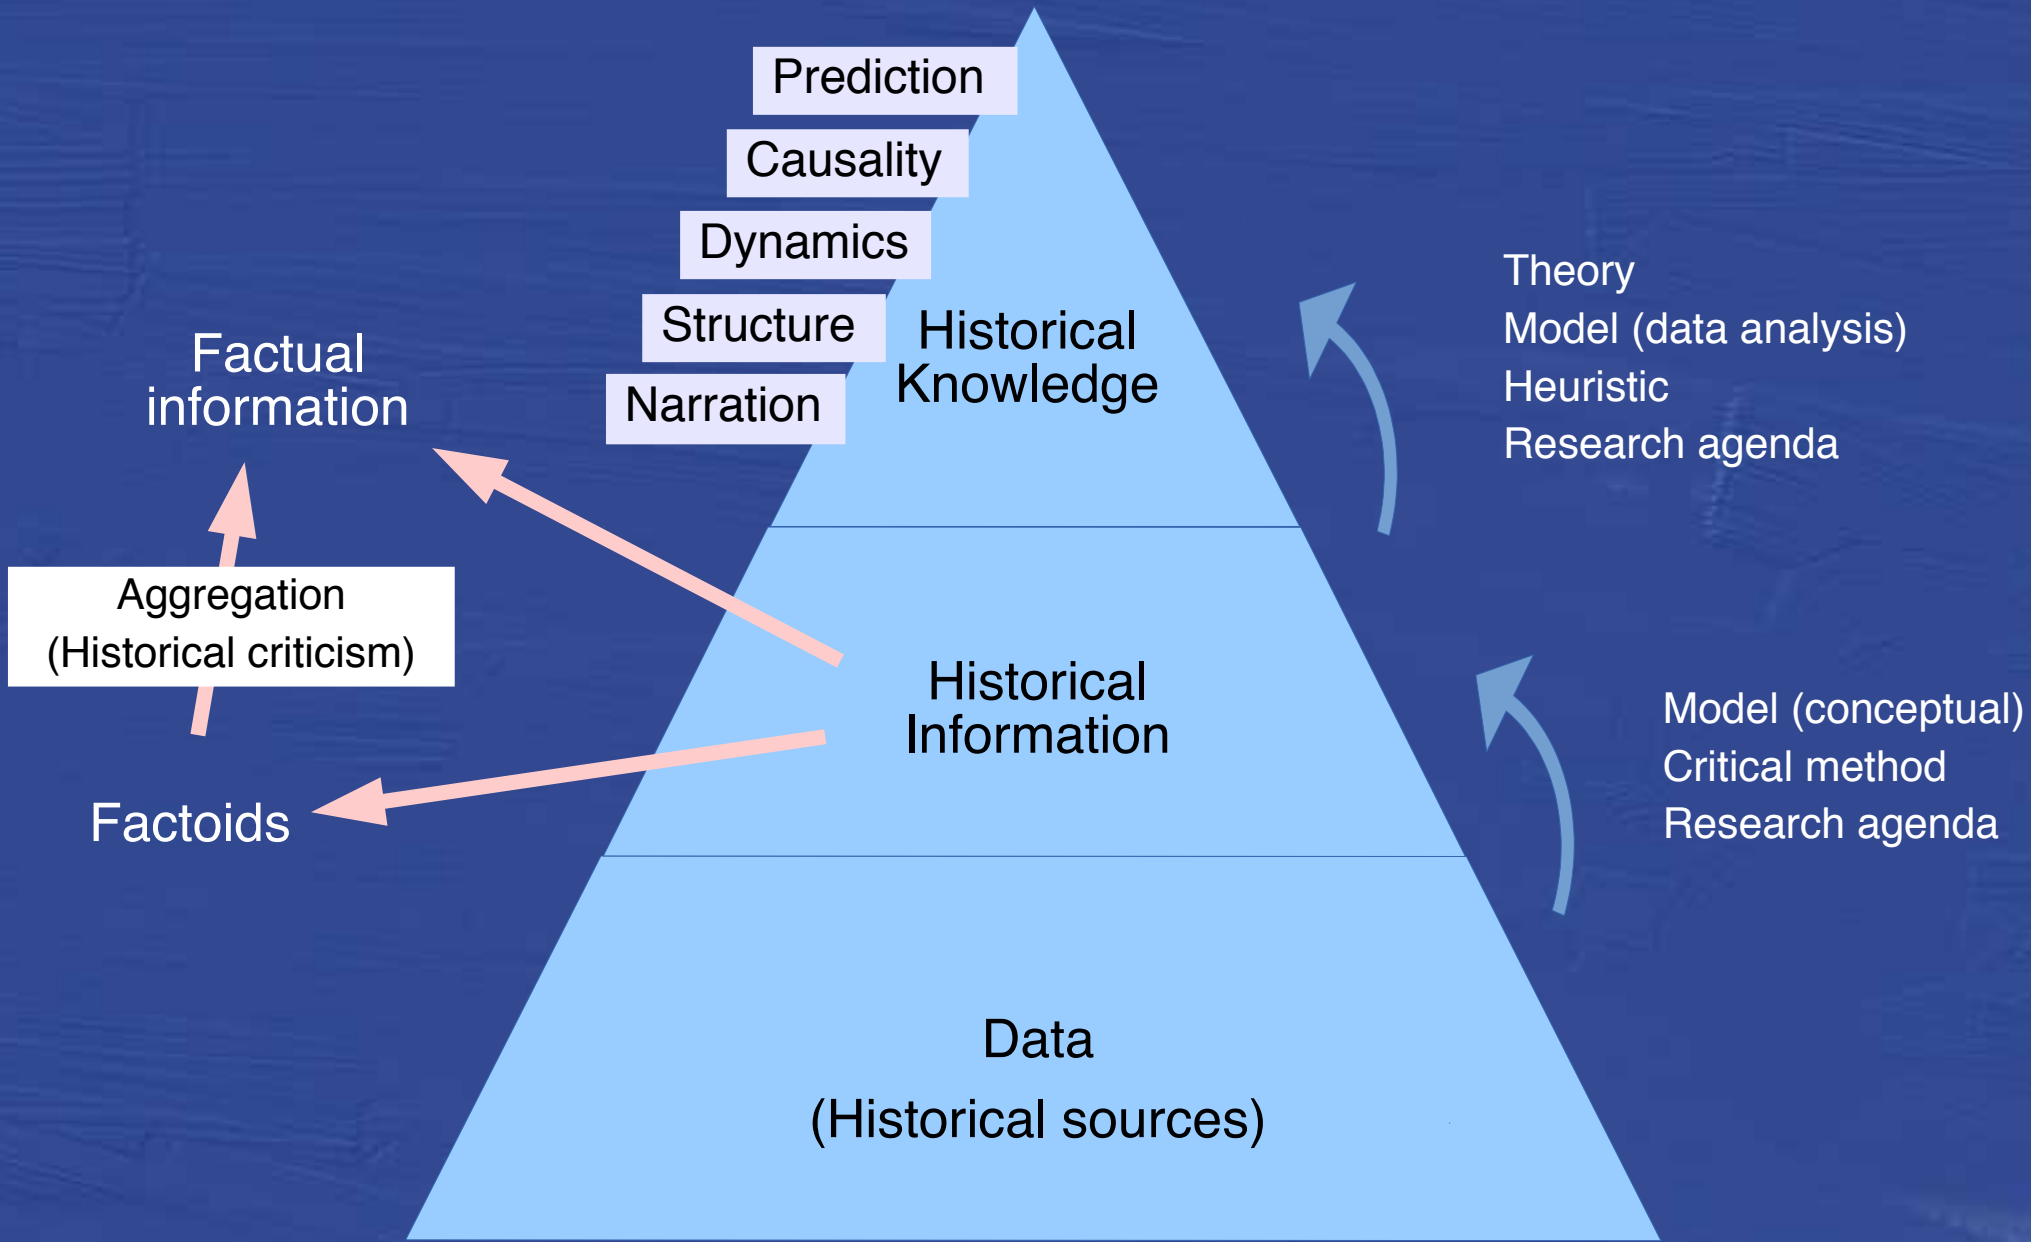 Prediction
Causality
Dynamics
Structure
Narration
Historical
Knowledge
Theory
Model (data analysis)
Heuristic
Research agenda
Factual
information
Aggregation
(Historical criticism)
Factoids
Historical
Information
Model (conceptual)
Critical method
Research agenda
Data
(Historical sources)